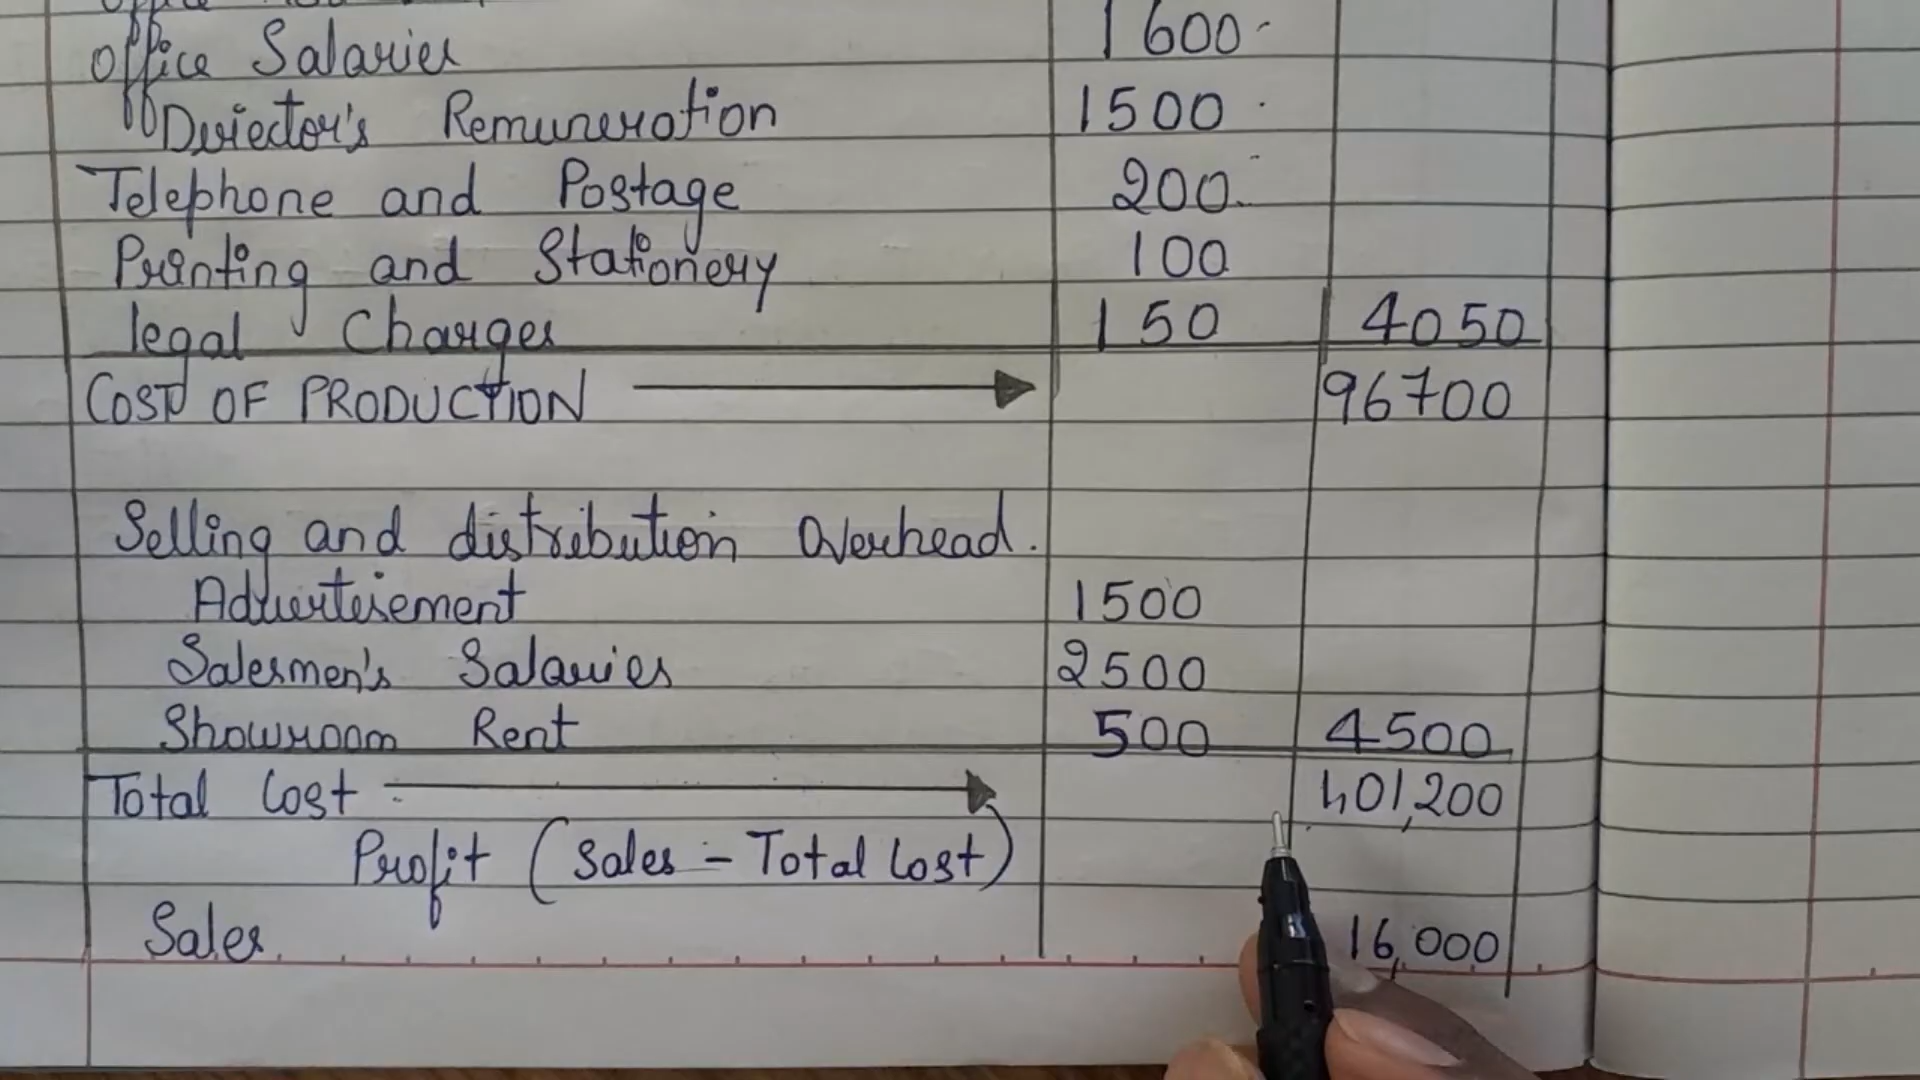 Office Salaries 1600
Director's Remuneration 1500
Telephone and Postage 200
Printing and Stationery 100
legal Charges 150 4050
COST OF PRODUCTION 96700
Selling and distribution Overhead.
Advertisement 1500
Salesmen's Salaries 2500
Showroom Rent 500 4500
Total Cost 101,200
Profit (Sales - Total Cost)
Sales 16,000